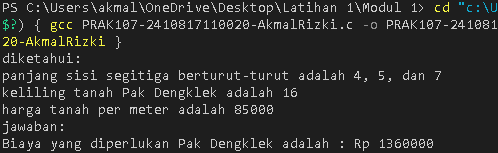 PS C:\Users\akmal\OneDrive\Desktop\Latihan 1\Modul 1> cd "c:\U
$?) { gcc PRAK107-2410817110020-AkmalRizki.c -o PRAK107-241081
20-AkmalRizki }
diketahui:
panjang sisi segitiga berturut-turut adalah 4, 5, dan 7
keliling tanah Pak Dengklek adalah 16
harga tanah per meter adalah 85000
jawaban:
Biaya yang diperlukan Pak Dengklek adalah : Rp 1360000